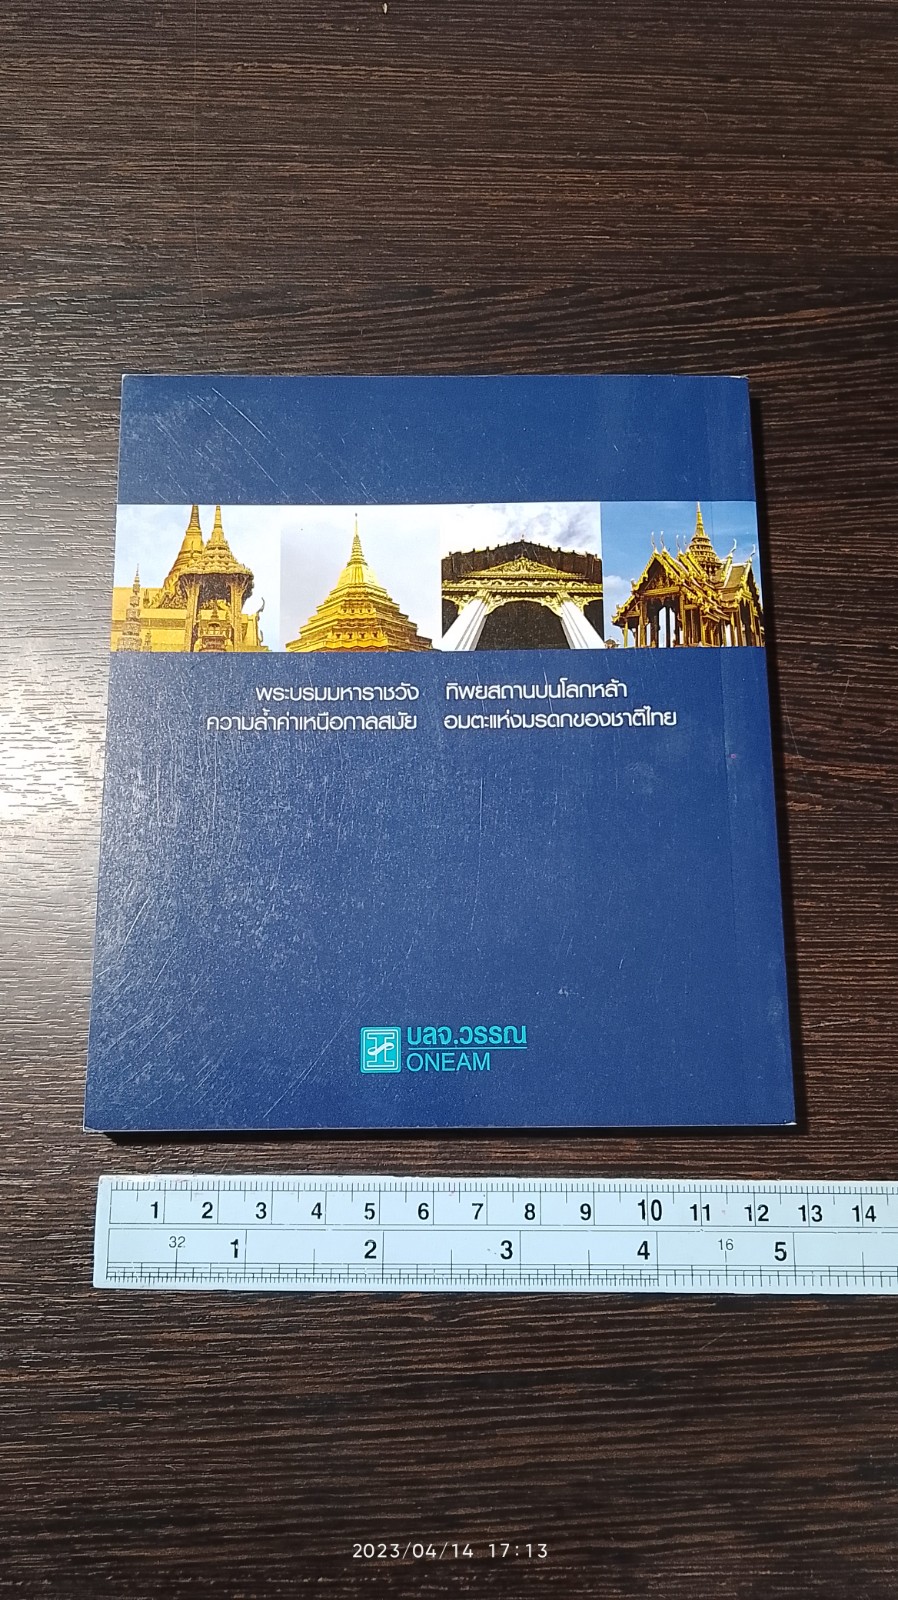 พระบรมมหาราชวัง ทิพยสถานบนโลกหล้า
ความล้ำค่าเหนือกาลสมัย อมตะแห่งมรดกของชาติไทย
บลจ.วรรณ
ONEAM
1 2 3 4 5 6 7 8 9 10 11 12 13 14
32 1 2 3 4 16 5
2023/04/14 17:13